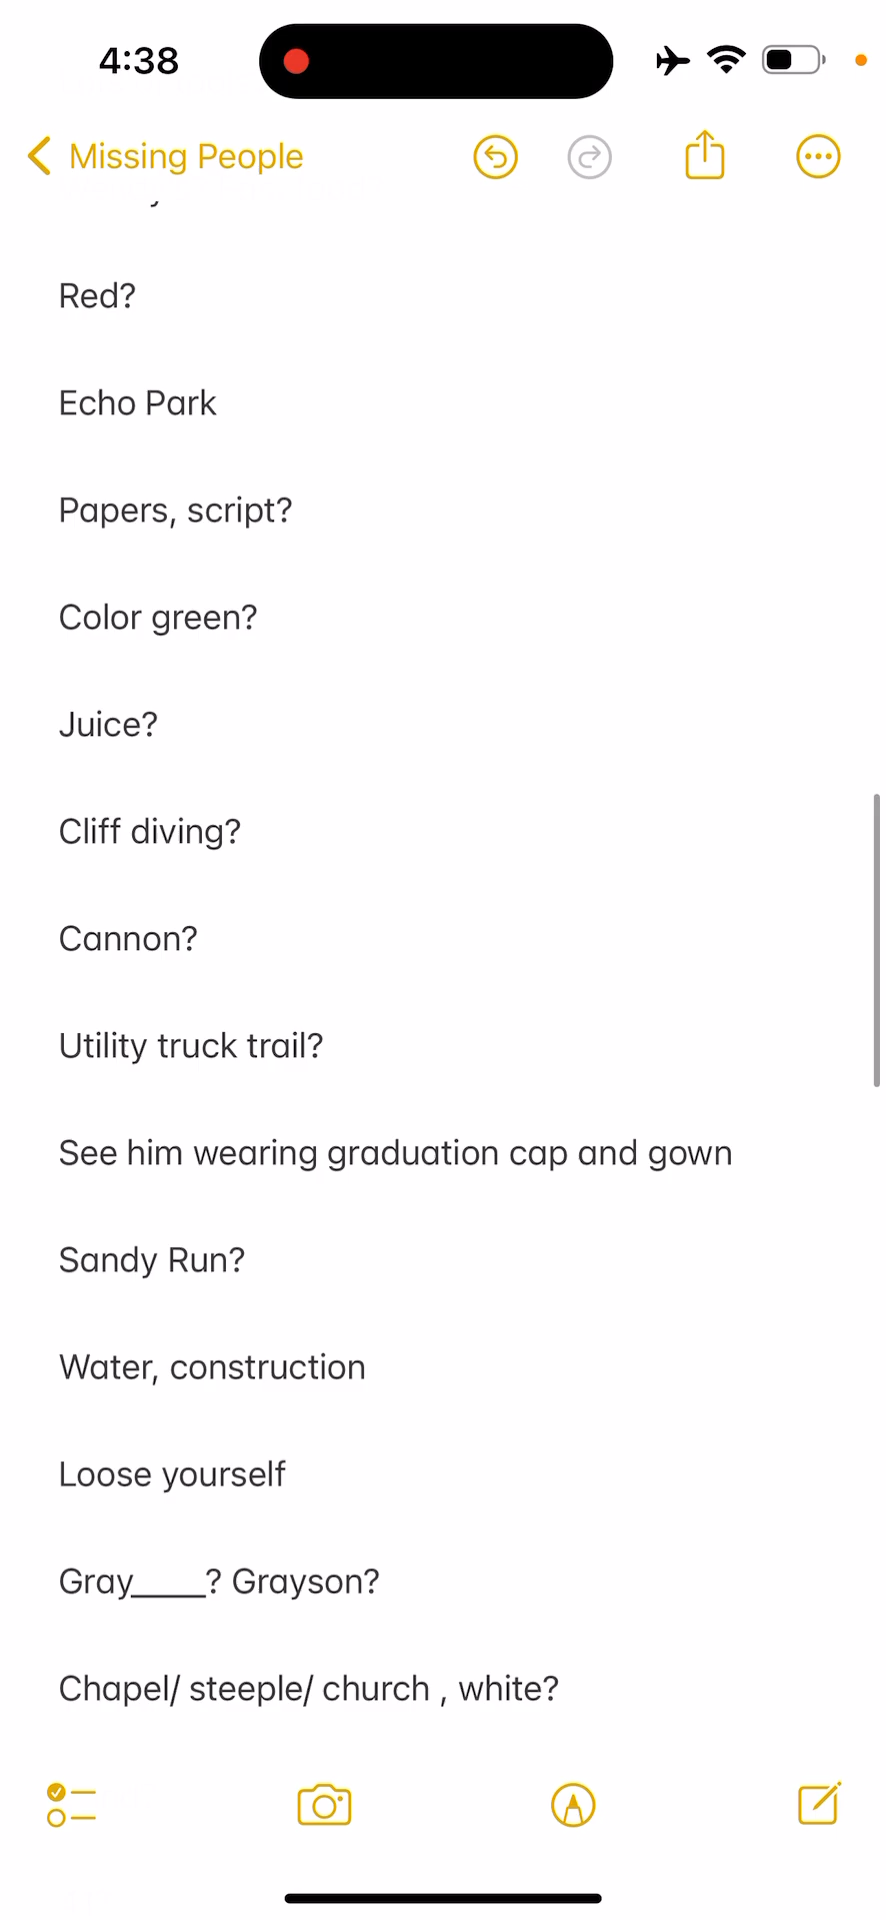 4:38
Missing People
Red?
Echo Park
Papers, script?
Color green?
Juice?
Cliff diving?
Cannon?
Utility truck trail?
See him wearing graduation cap and gown
Sandy Run?
Water, construction
Loose yourself
Gray_____? Grayson?
Chapel/ steeple/ church , white?